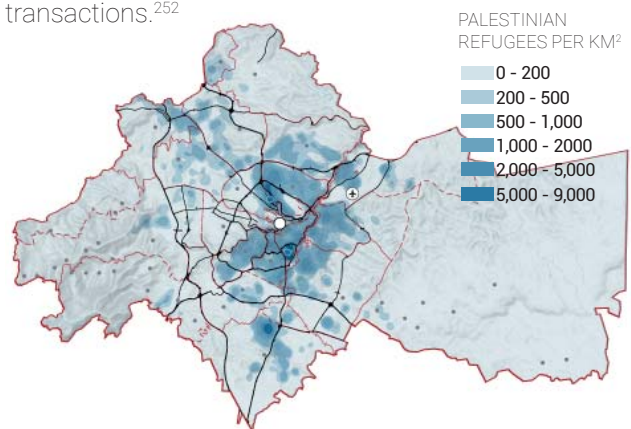 transactions.252
PALESTINIAN
REFUGEES PER KM2
0 - 200
200 - 500
500 - 1,000
1,000 - 2000
2,000 - 5,000
5,000 - 9,000